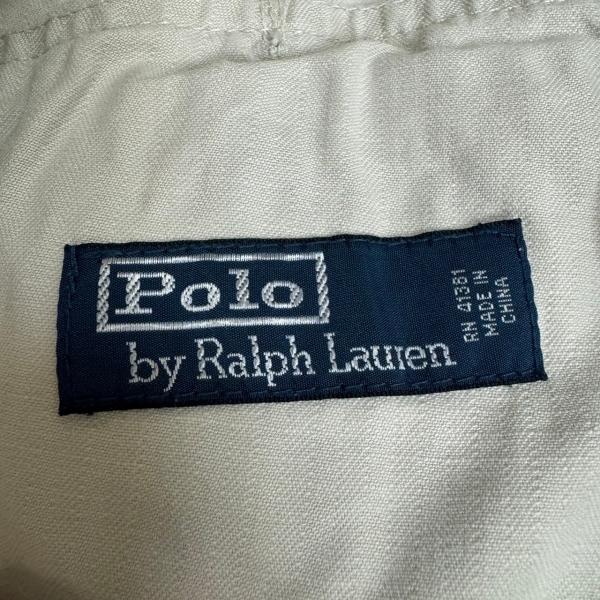 Polo
by Ralph Lauren
RN 41381
MADE IN
CHINA